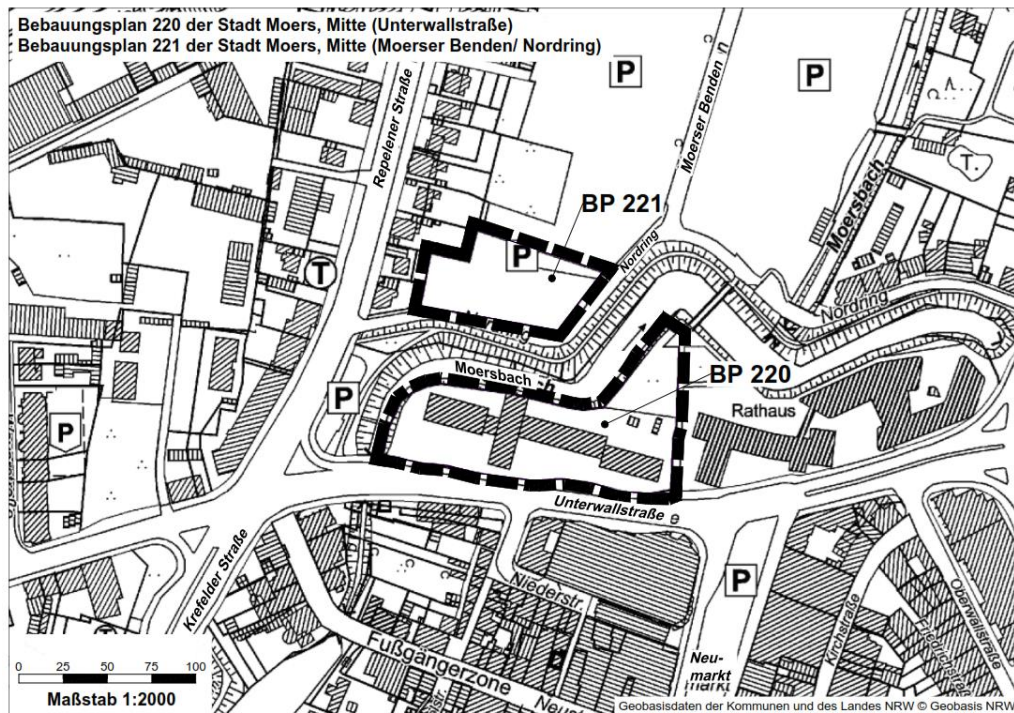 Bebauungsplan 220 der Stadt Moers, Mitte (Unterwallstraße)
Bebauungsplan 221 der Stadt Moers, Mitte (Moerser Benden/ Nordring)
P
P
Repelener Straße
Moerser Benden
Moersbach
T.
BP 221
P
Nordring
T
Nordring
Moersbach
BP 220
P
Rathaus
P
Unterwallstraße
Krefelder Straße
Niederstr.
P
Kirchstraße
Oberwallstraße
Friedrichstraße
Fußgängerzone
Neu-
markt
0 25 50 75 100
Maßstab 1:2000
Geobasisdaten der Kommunen und des Landes NRW © Geobasis NRW